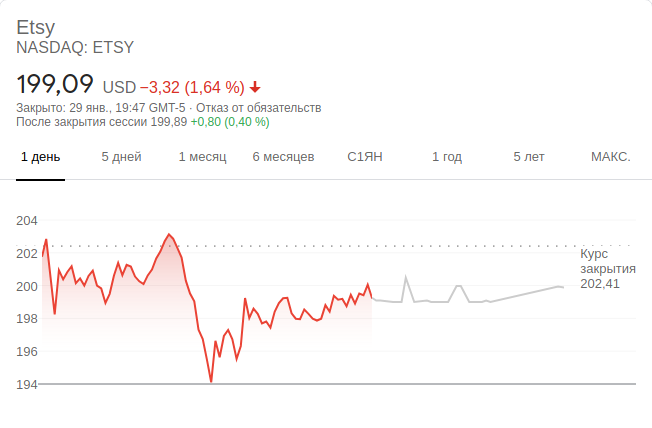 Etsy
NASDAQ: ETSY
199,09 USD −3,32 (1,64 %)
Закрыто: 29 янв., 19:47 GMT-5 · Отказ от обязательств
После закрытия сессии 199,89 +0,80 (0,40 %)
1 день 5 дней 1 месяц 6 месяцев С1ЯН 1 год 5 лет МАКС.
204
202
200
198
196
194
Курс
закрытия
202,41